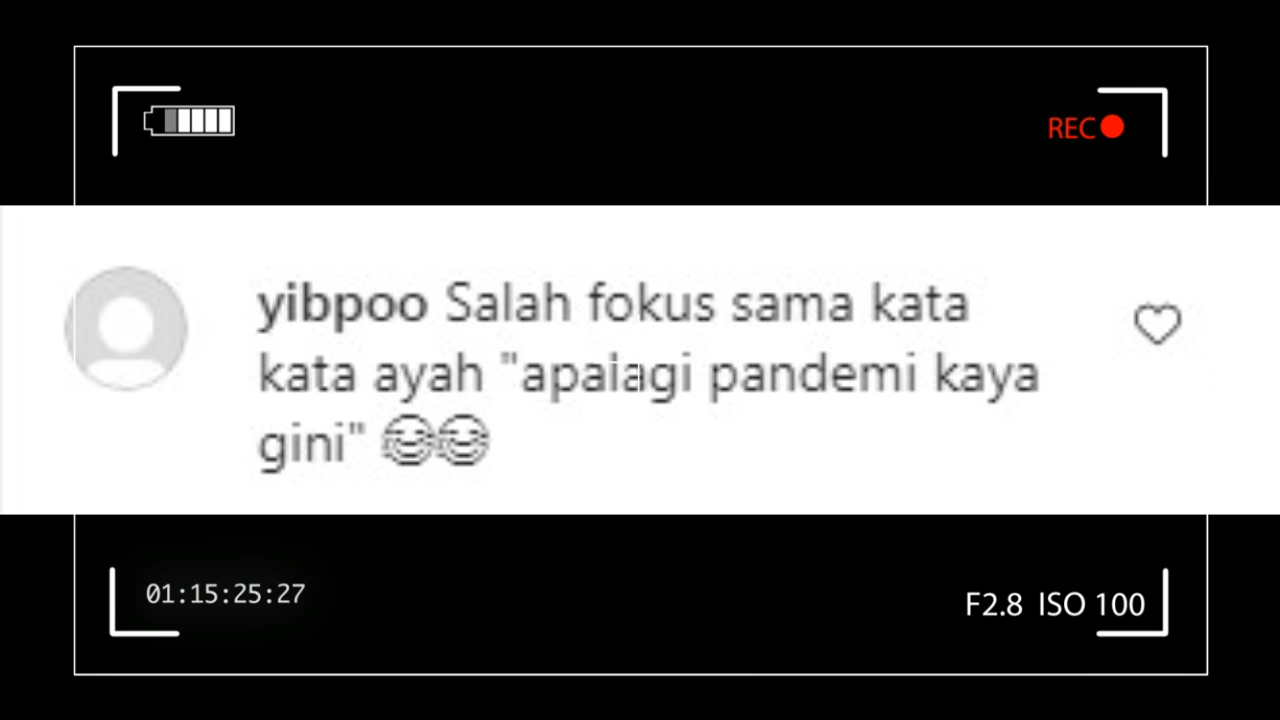 REC
yibpoo Salah fokus sama kata
kata ayah "apalagi pandemi kaya
gini" 😂😂
01:15:25:27
F2.8 ISO 100